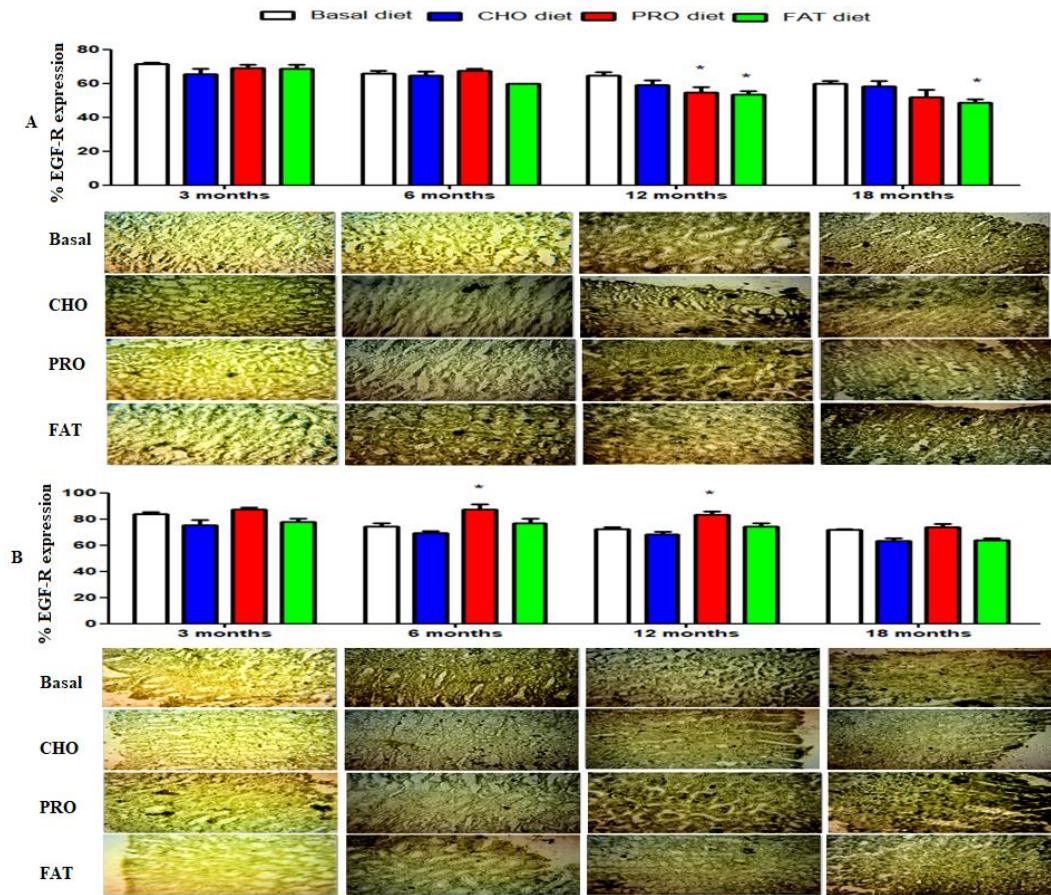 Basal diet CHO diet PRO diet FAT diet
A
% EGF-R expression
80
60
40
20
0
* * *
3 months 6 months 12 months 18 months
Basal
CHO
PRO
FAT
B
% EGF-R expression
100
80
60
40
20
0
* *
3 months 6 months 12 months 18 months
Basal
CHO
PRO
FAT